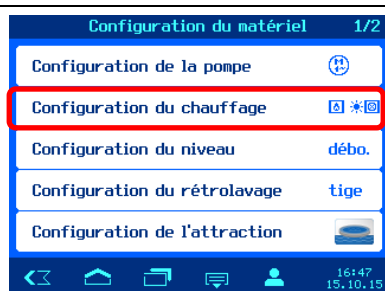 Configuration du matériel 1/2
Configuration de la pompe
Configuration du chauffage
Configuration du niveau débo.
Configuration du rétrolavage tige
Configuration de l'attraction
16:47
15.10.15